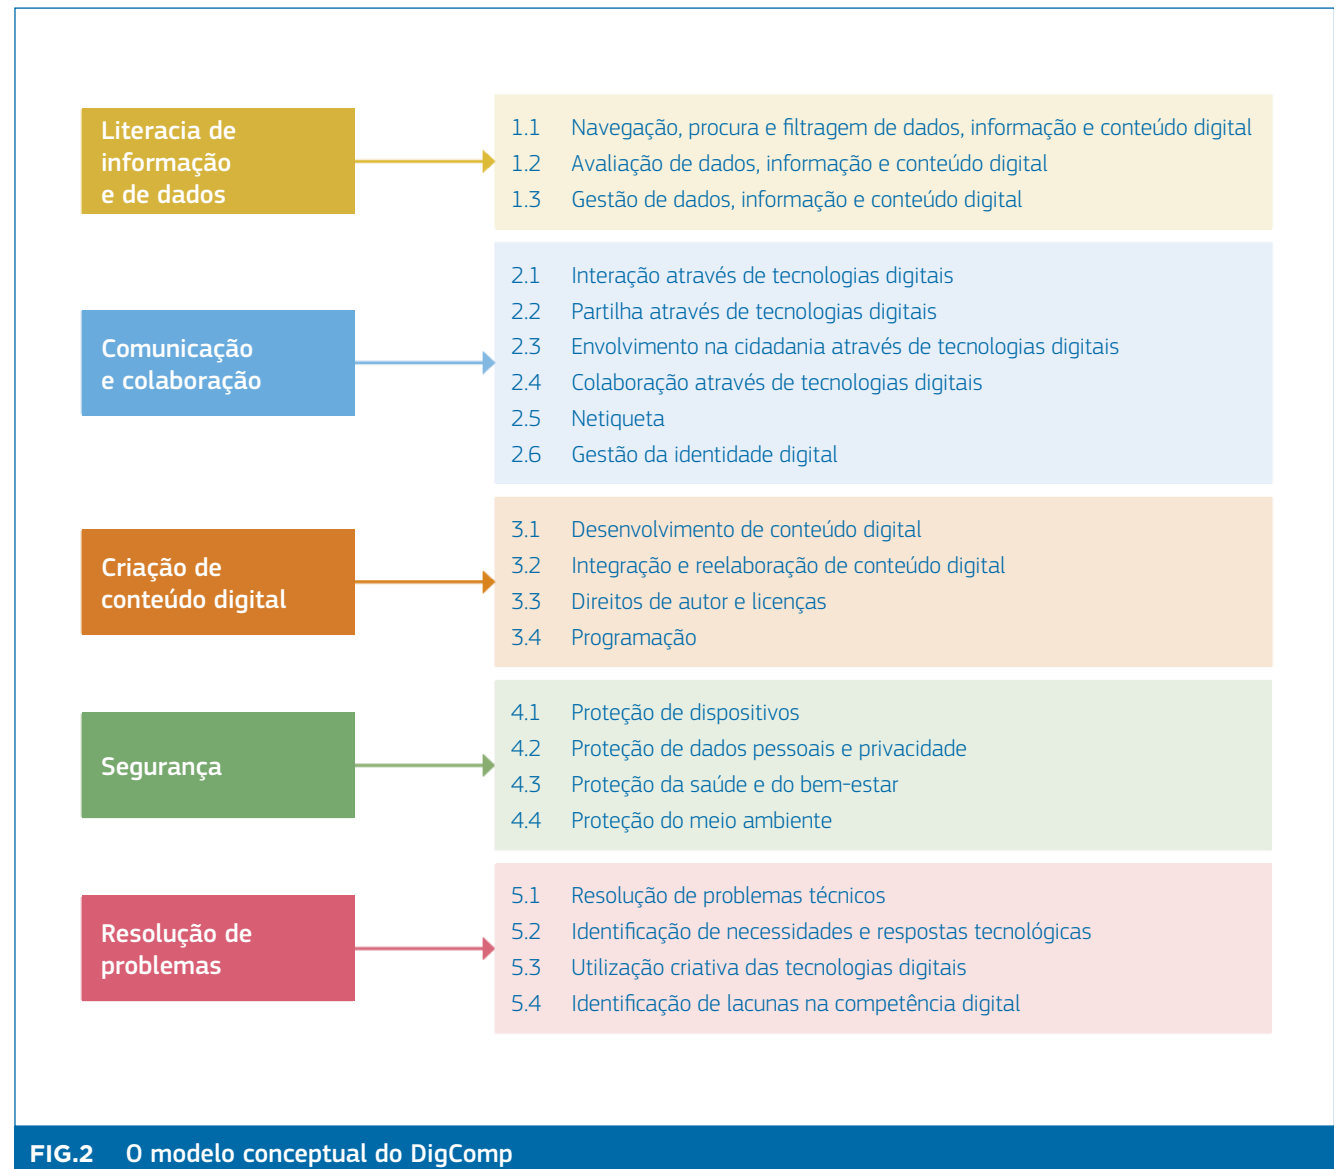 Literacia de
informação
e de dados
1.1 Navegação, procura e filtragem de dados, informação e conteúdo digital
1.2 Avaliação de dados, informação e conteúdo digital
1.3 Gestão de dados, informação e conteúdo digital
Comunicação
e colaboração
2.1 Interação através de tecnologias digitais
2.2 Partilha através de tecnologias digitais
2.3 Envolvimento na cidadania através de tecnologias digitais
2.4 Colaboração através de tecnologias digitais
2.5 Netiqueta
2.6 Gestão da identidade digital
Criação de
conteúdo digital
3.1 Desenvolvimento de conteúdo digital
3.2 Integração e reelaboração de conteúdo digital
3.3 Direitos de autor e licenças
3.4 Programação
Segurança
4.1 Proteção de dispositivos
4.2 Proteção de dados pessoais e privacidade
4.3 Proteção da saúde e do bem-estar
4.4 Proteção do meio ambiente
Resolução de
problemas
5.1 Resolução de problemas técnicos
5.2 Identificação de necessidades e respostas tecnológicas
5.3 Utilização criativa das tecnologias digitais
5.4 Identificação de lacunas na competência digital
FIG.2 O modelo conceptual do DigComp